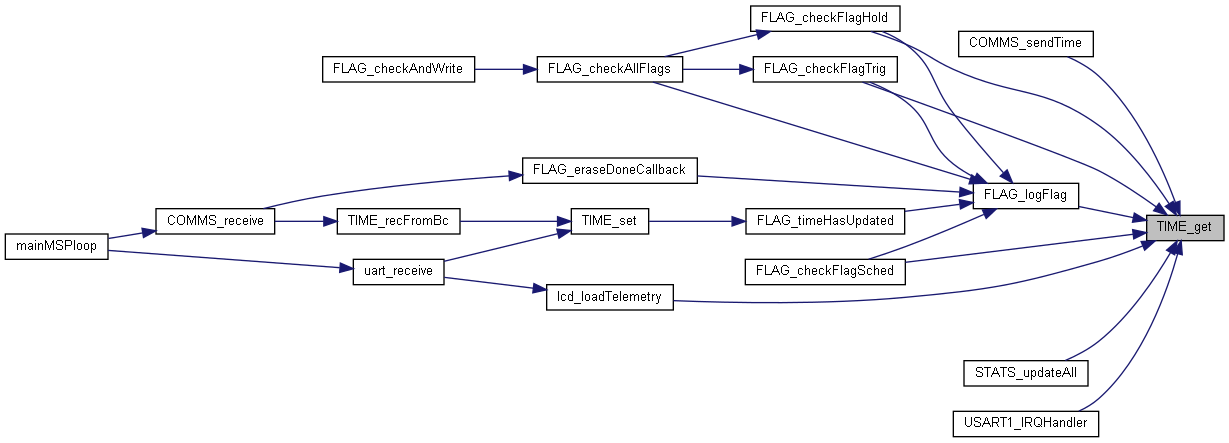 FLAG_checkFlagHold
COMMS_sendTime
FLAG_checkAndWrite
FLAG_checkAllFlags
FLAG_checkFlagTrig
FLAG_eraseDoneCallback
FLAG_logFlag
COMMS_receive
TIME_recFromBc
TIME_set
FLAG_timeHasUpdated
TIME_get
mainMSPloop
uart_receive
FLAG_checkFlagSched
lcd_loadTelemetry
STATS_updateAll
USART1_IRQHandler